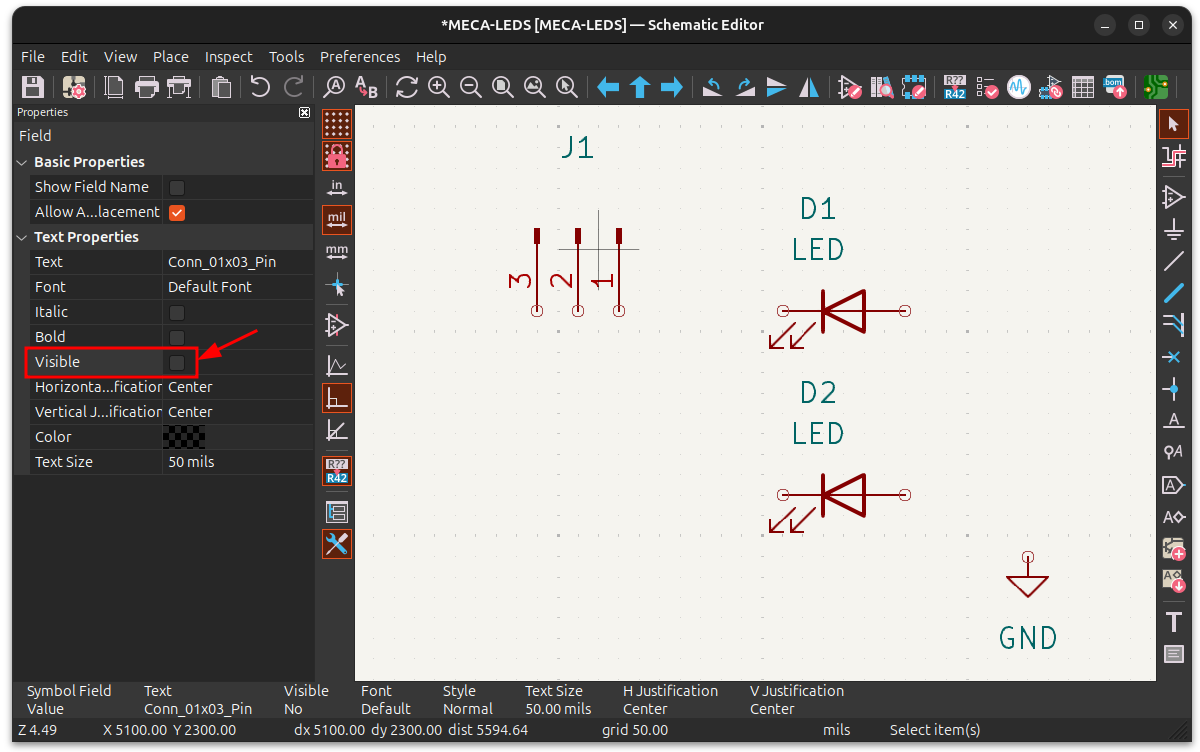 *MECA-LEDS [MECA-LEDS] — Schematic Editor
File Edit View Place Inspect Tools Preferences Help
A A B R?? R42 bom
Properties
Field
Basic Properties
Show Field Name
Allow A...lacement
Text Properties
Text Conn_01x03_Pin
Font Default Font
Italic
Bold
Visible
Horizonta...fication Center
Vertical J...ification Center
Color
Text Size 50 mils
in
mil
mm
R??
R42
J1
3 2 1
D1
LED
D2
LED
GND
A
A
A
A
A
T
Symbol Field Text Visible Font Style Text Size H Justification V Justification
Value Conn_01x03_Pin No Default Normal 50.00 mils Center Center
Z 4.49 X 5100.00 Y 2300.00 dx 5100.00 dy 2300.00 dist 5594.64 grid 50.00 mils Select item(s)